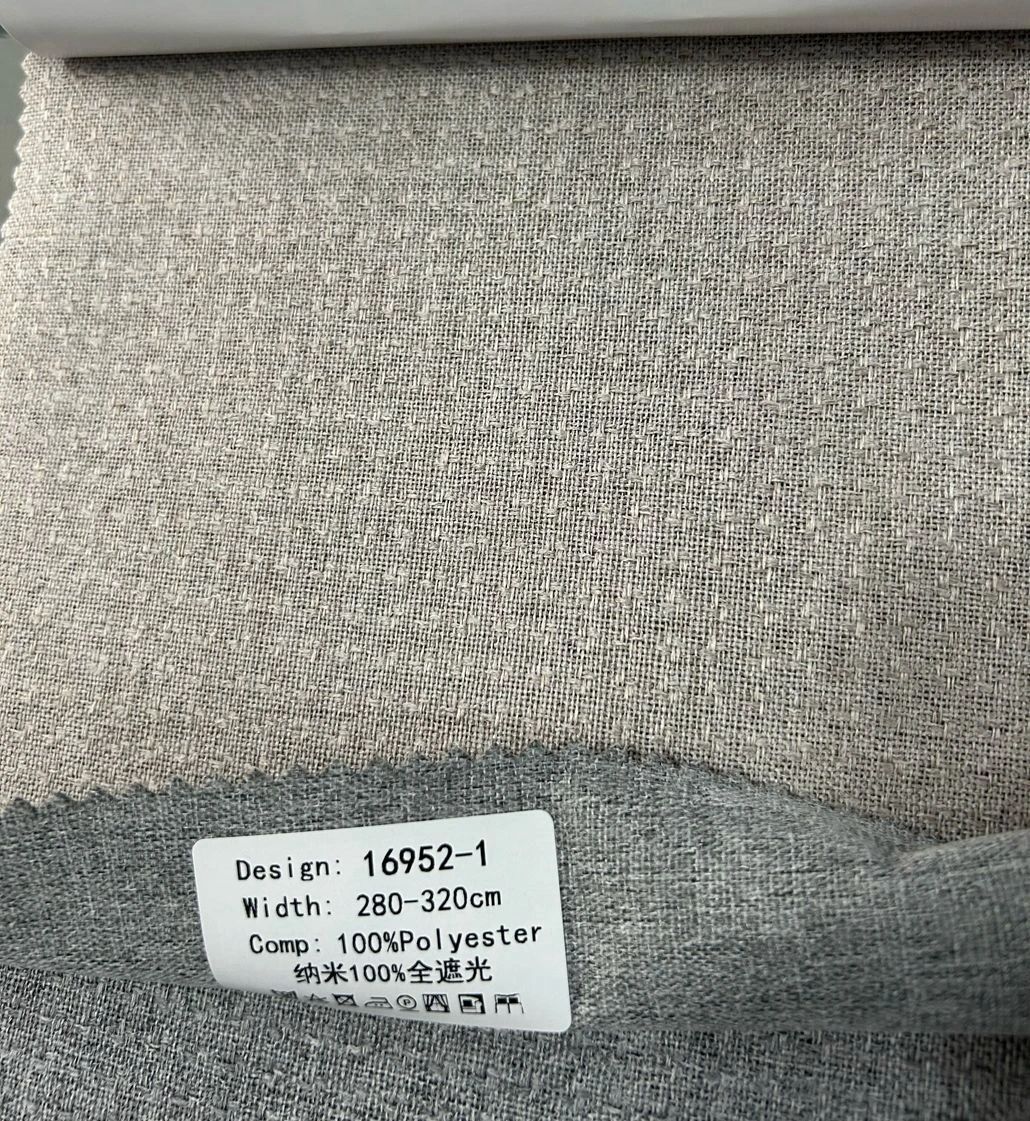 Design: 16952-1
Width: 280-320cm
Comp: 100%Polyester
纳米100%全遮光